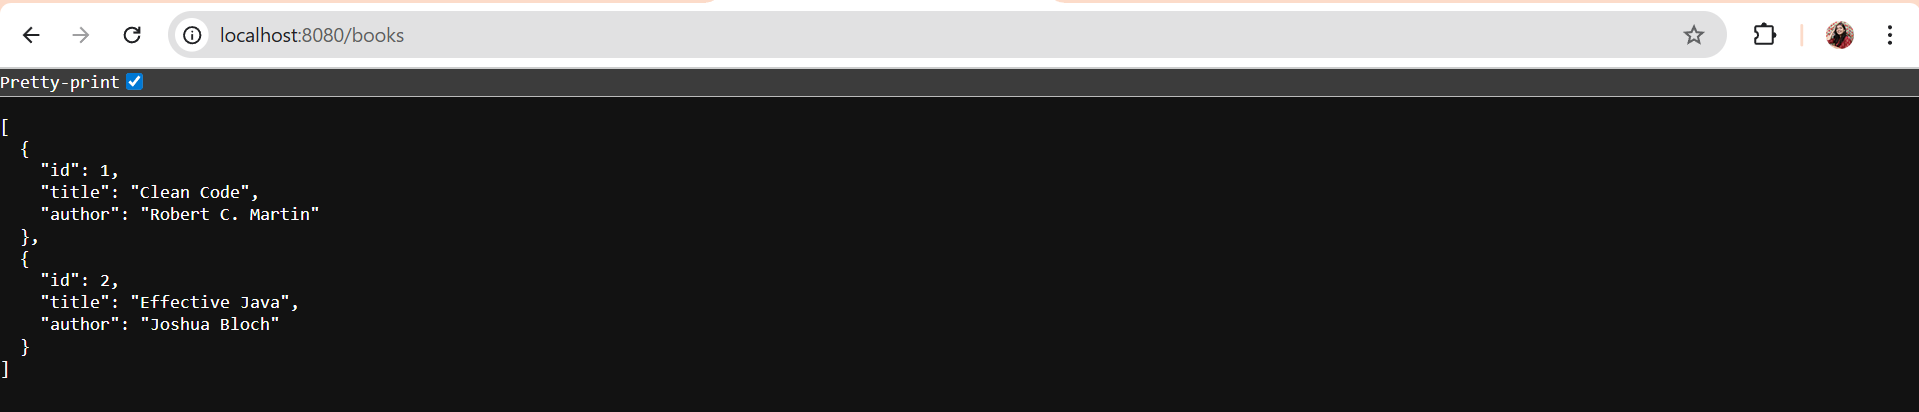 localhost:8080/books
Pretty-print
[
  {
    "id": 1,
    "title": "Clean Code",
    "author": "Robert C. Martin"
  },
  {
    "id": 2,
    "title": "Effective Java",
    "author": "Joshua Bloch"
  }
]